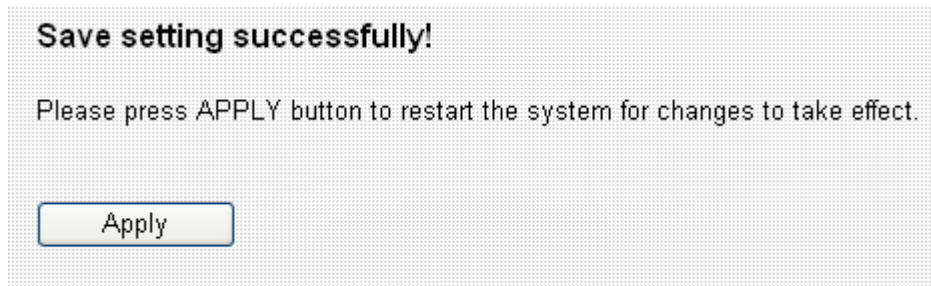 Save setting successfully!
Please press APPLY button to restart the system for changes to take effect.
Apply